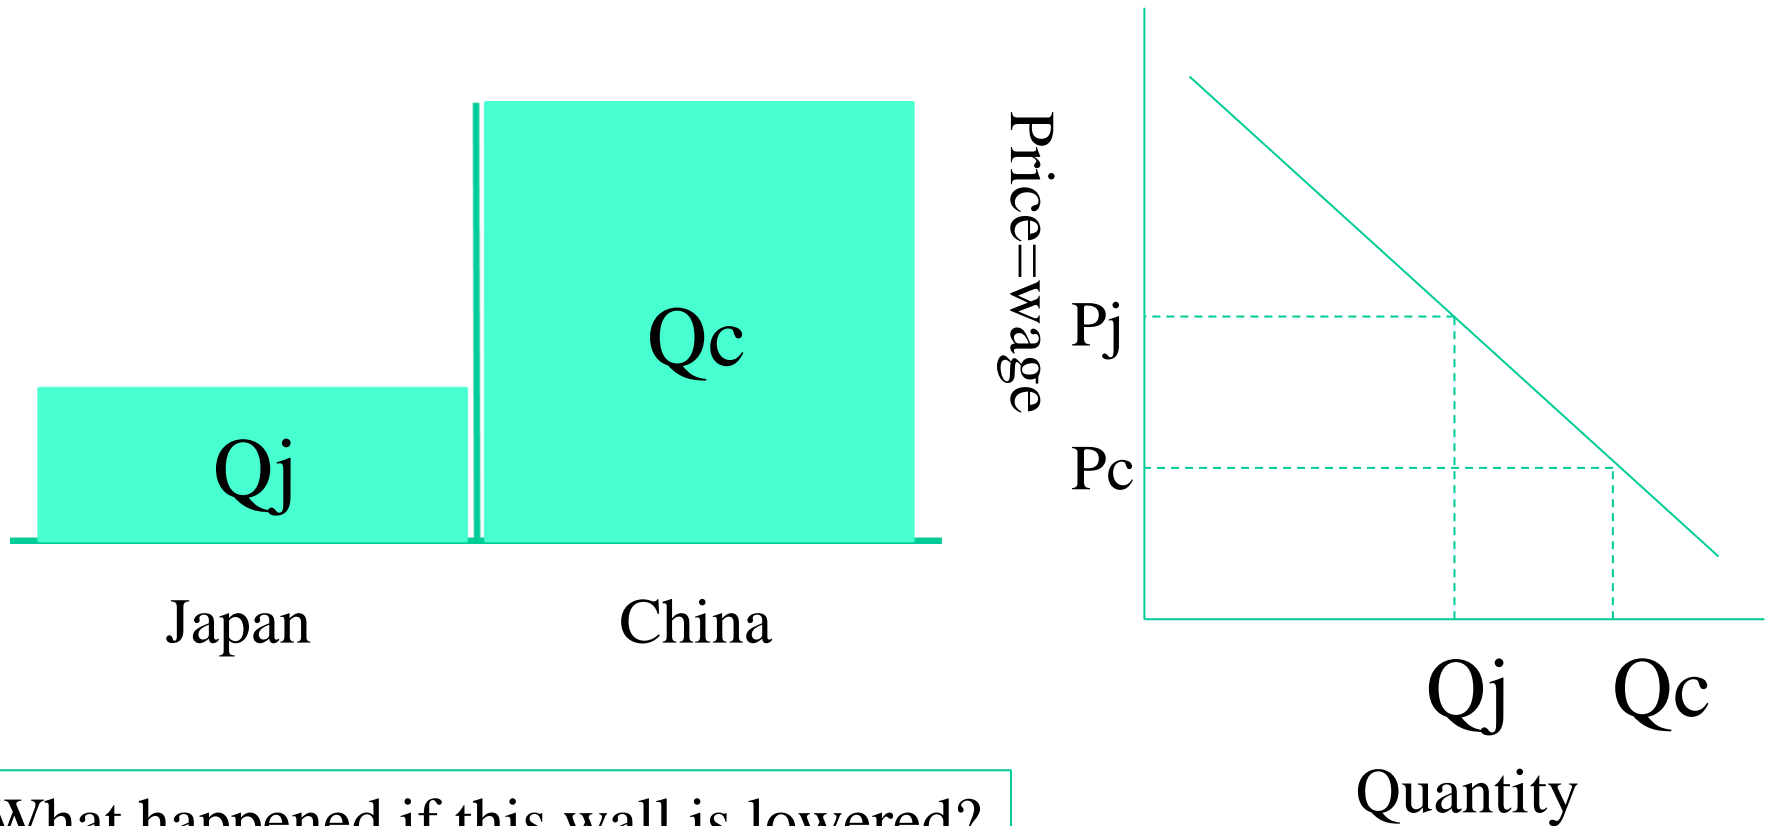 Qj
Qc
Japan
China
Price=wage
Pj
Pc
Qj
Qc
Quantity
What happened if this wall is lowered?